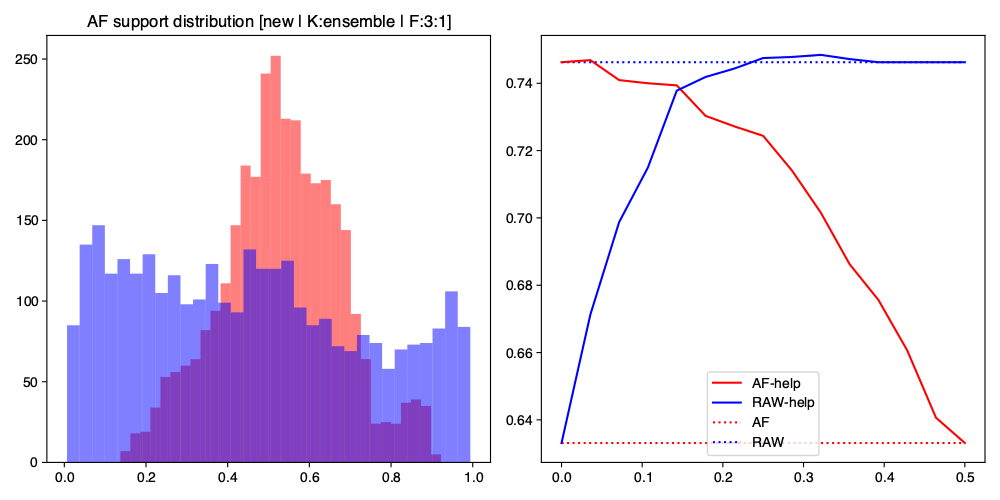 AF support distribution [new | K:ensemble | F:3:1]
250
200
150
100
50
0
0.0 0.2 0.4 0.6 0.8 1.0
0.74
0.72
0.70
0.68
0.66
0.64
AF-help
RAW-help
AF
RAW
0.0 0.1 0.2 0.3 0.4 0.5